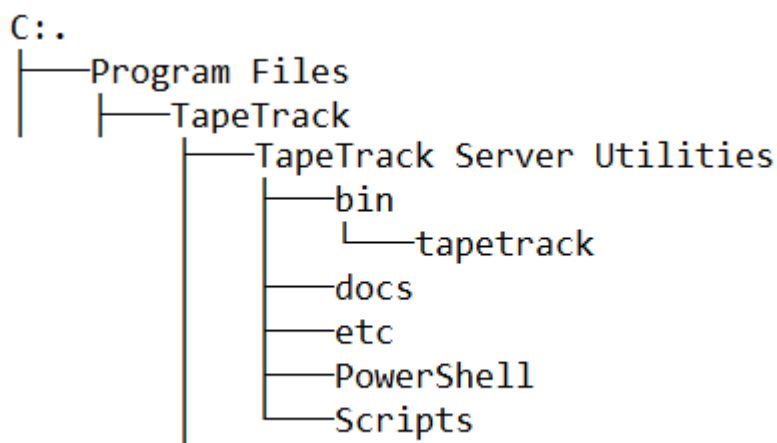 C:.
Program Files
TapeTrack
TapeTrack Server Utilities
bin
tapetrack
docs
etc
PowerShell
Scripts